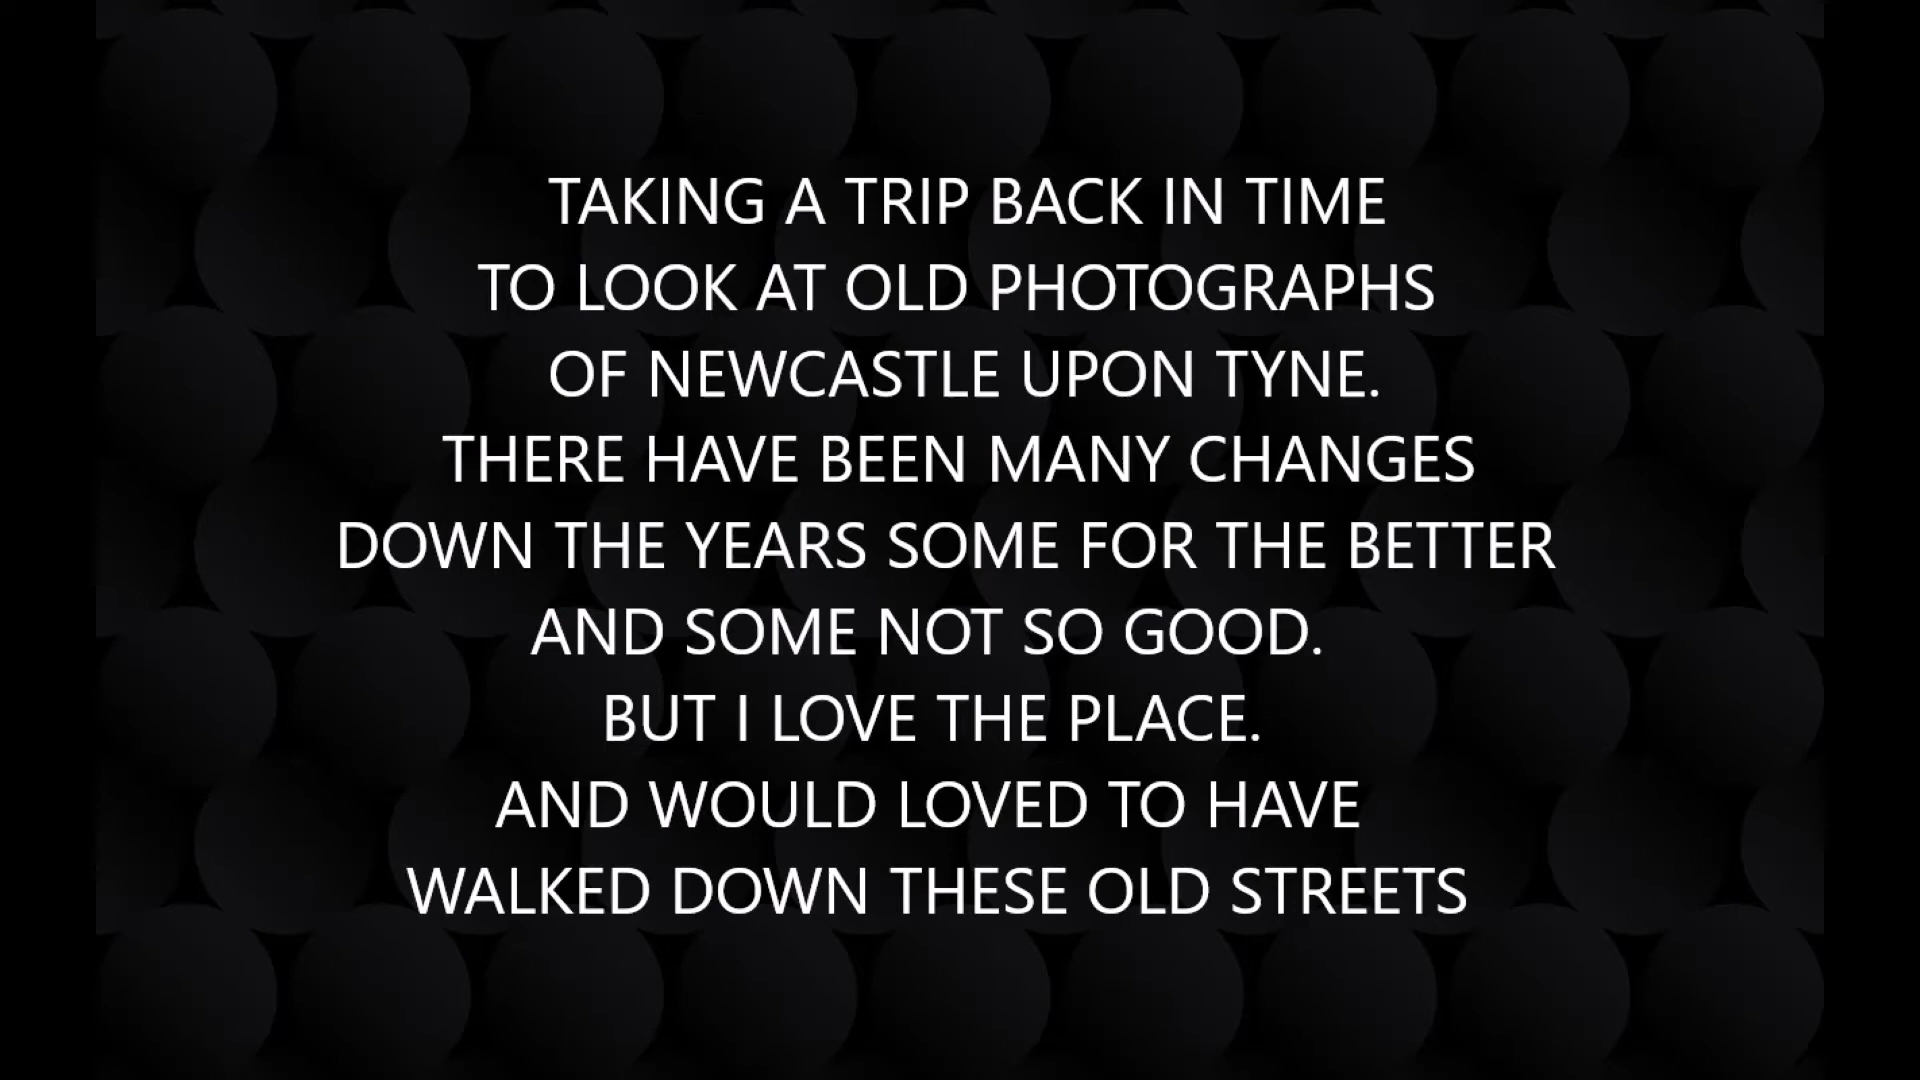 TAKING A TRIP BACK IN TIME
TO LOOK AT OLD PHOTOGRAPHS
OF NEWCASTLE UPON TYNE.
THERE HAVE BEEN MANY CHANGES
DOWN THE YEARS SOME FOR THE BETTER
AND SOME NOT SO GOOD.
BUT I LOVE THE PLACE.
AND WOULD LOVED TO HAVE
WALKED DOWN THESE OLD STREETS